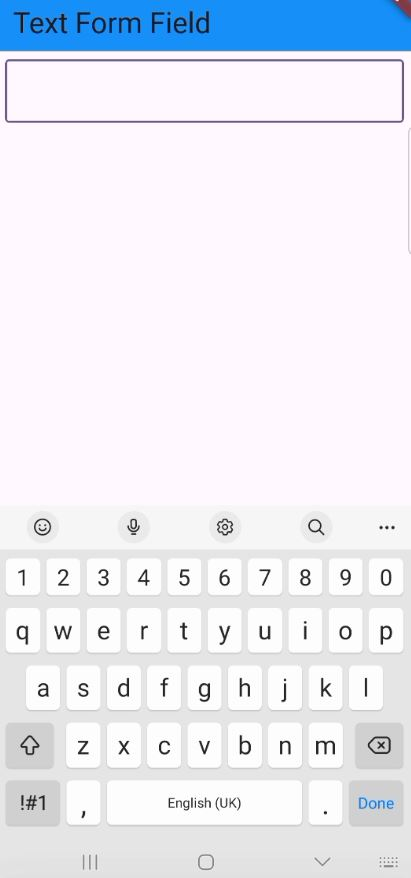 Text Form Field
1 2 3 4 5 6 7 8 9 0
q w e r t y u i o p
a s d f g h j k l
z x c v b n m
!#1 , English (UK) . Done